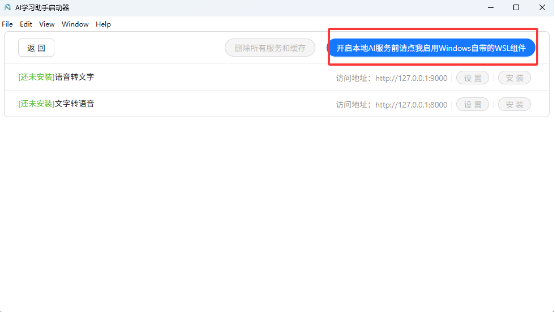 AI学习助手启动器
File Edit View Window Help
返 回 删除所有服务和缓存 开启本地AI服务前请点我启用Windows自带的WSL组件
[还未安装]语音转文字 访问地址：http://127.0.0.1:9000 设 置 安 装
[还未安装]文字转语音 访问地址：http://127.0.0.1:8000 设 置 安 装